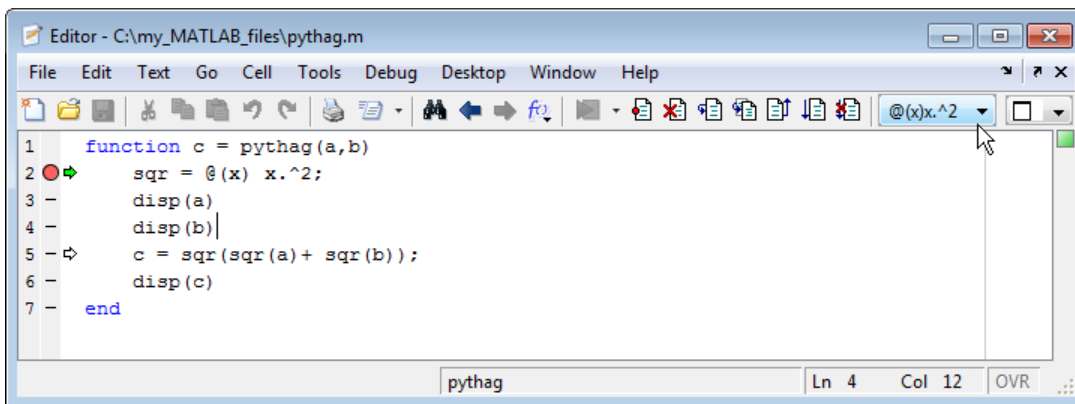 Editor - C:\my_MATLAB_files\pythag.m
File Edit Text Go Cell Tools Debug Desktop Window Help
@(x)x.^2
1 function c = pythag(a,b)
2 sqr = @(x) x.^2;
3 - disp(a)
4 - disp(b)
5 - c = sqr(sqr(a)+ sqr(b));
6 - disp(c)
7 - end
pythag Ln 4 Col 12 OVR